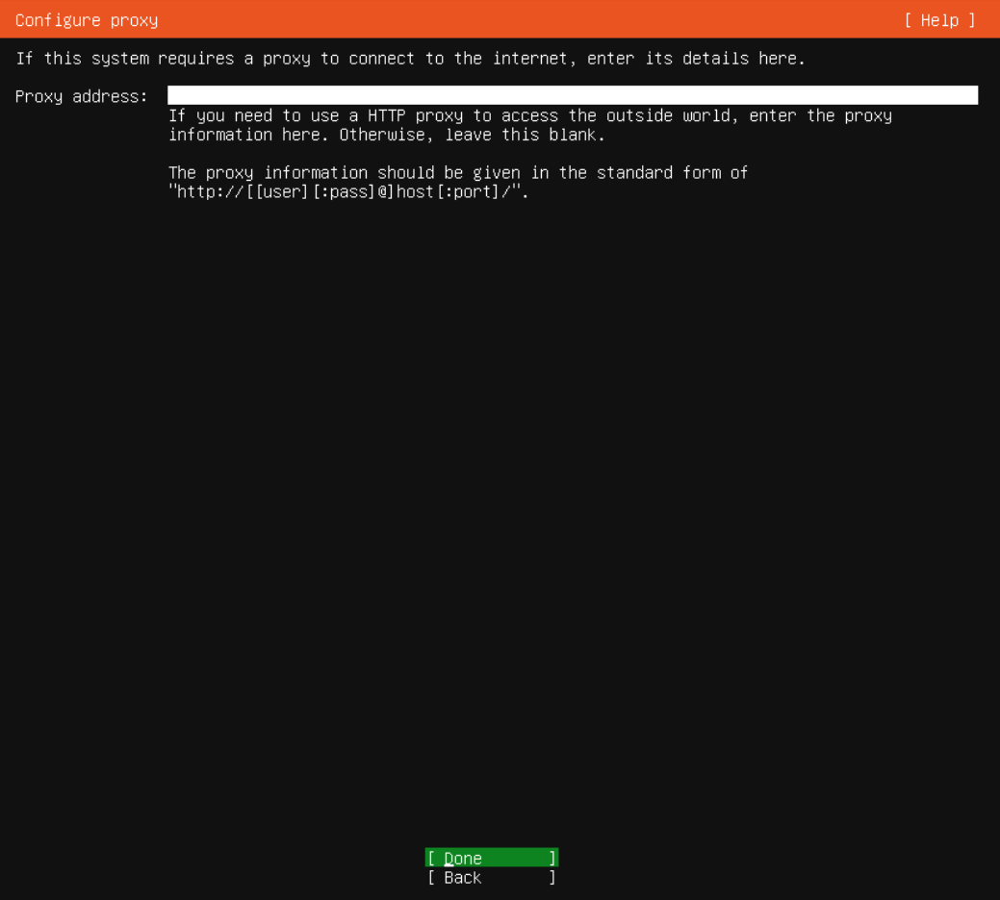 Configure proxy [ Help ]
If this system requires a proxy to connect to the internet, enter its details here.
Proxy address:
If you need to use a HTTP proxy to access the outside world, enter the proxy
information here. Otherwise, leave this blank.
The proxy information should be given in the standard form of
"http://[[user][:pass]@]host[:port]/".
[ Done ]
[ Back ]